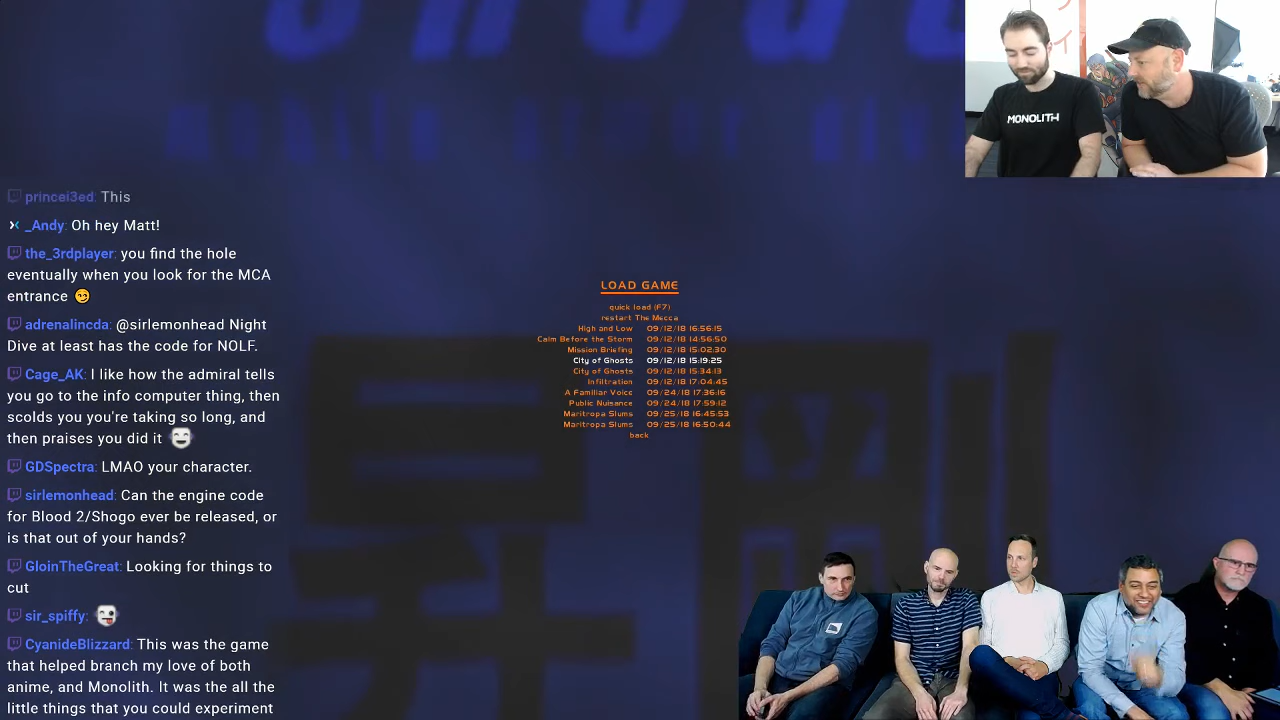 princei3ed: This
_Andy: Oh hey Matt!
the_3rdplayer: you find the hole
eventually when you look for the MCA
entrance
adrenalincda: @sirlemonhead Night
Dive at least has the code for NOLF.
Cage_AK: I like how the admiral tells
you go to the info computer thing, then
scolds you you're taking so long, and
then praises you did it
GDSpectra: LMAO your character.
sirlemonhead: Can the engine code
for Blood 2/Shogo ever be released, or
is that out of your hands?
GloinTheGreat: Looking for things to
cut
sir_spiffy:
CyanideBlizzard: This was the game
that helped branch my love of both
anime, and Monolith. It was the all the
little things that you could experiment
LOAD GAME
quick load (F7)
restart The Mecca
High and Low 09/12/18 16:56:15
Calm Before the Storm 09/12/18 14:56:50
Mission Briefing 09/12/18 15:02:30
City of Ghosts 09/12/18 15:19:25
City of Ghosts 09/12/18 15:34:13
Infiltration 09/12/18 17:04:45
A Familiar Voice 09/24/18 17:36:16
Public Nuisance 09/24/18 17:59:12
Maritropa Slums 09/25/18 16:45:53
Maritropa Slums 09/25/18 16:50:44
back
MONOLITH